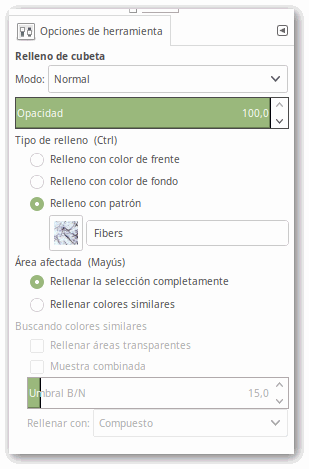 Opciones de herramienta
Relleno de cubeta
Modo: Normal
Opacidad 100,0
Tipo de relleno (Ctrl)
Relleno con color de frente
Relleno con color de fondo
Relleno con patrón
Fibers
Área afectada (Mayús)
Rellenar la selección completamente
Rellenar colores similares
Buscando colores similares
Rellenar áreas transparentes
Muestra combinada
Umbral B/N 15,0
Rellenar con: Compuesto